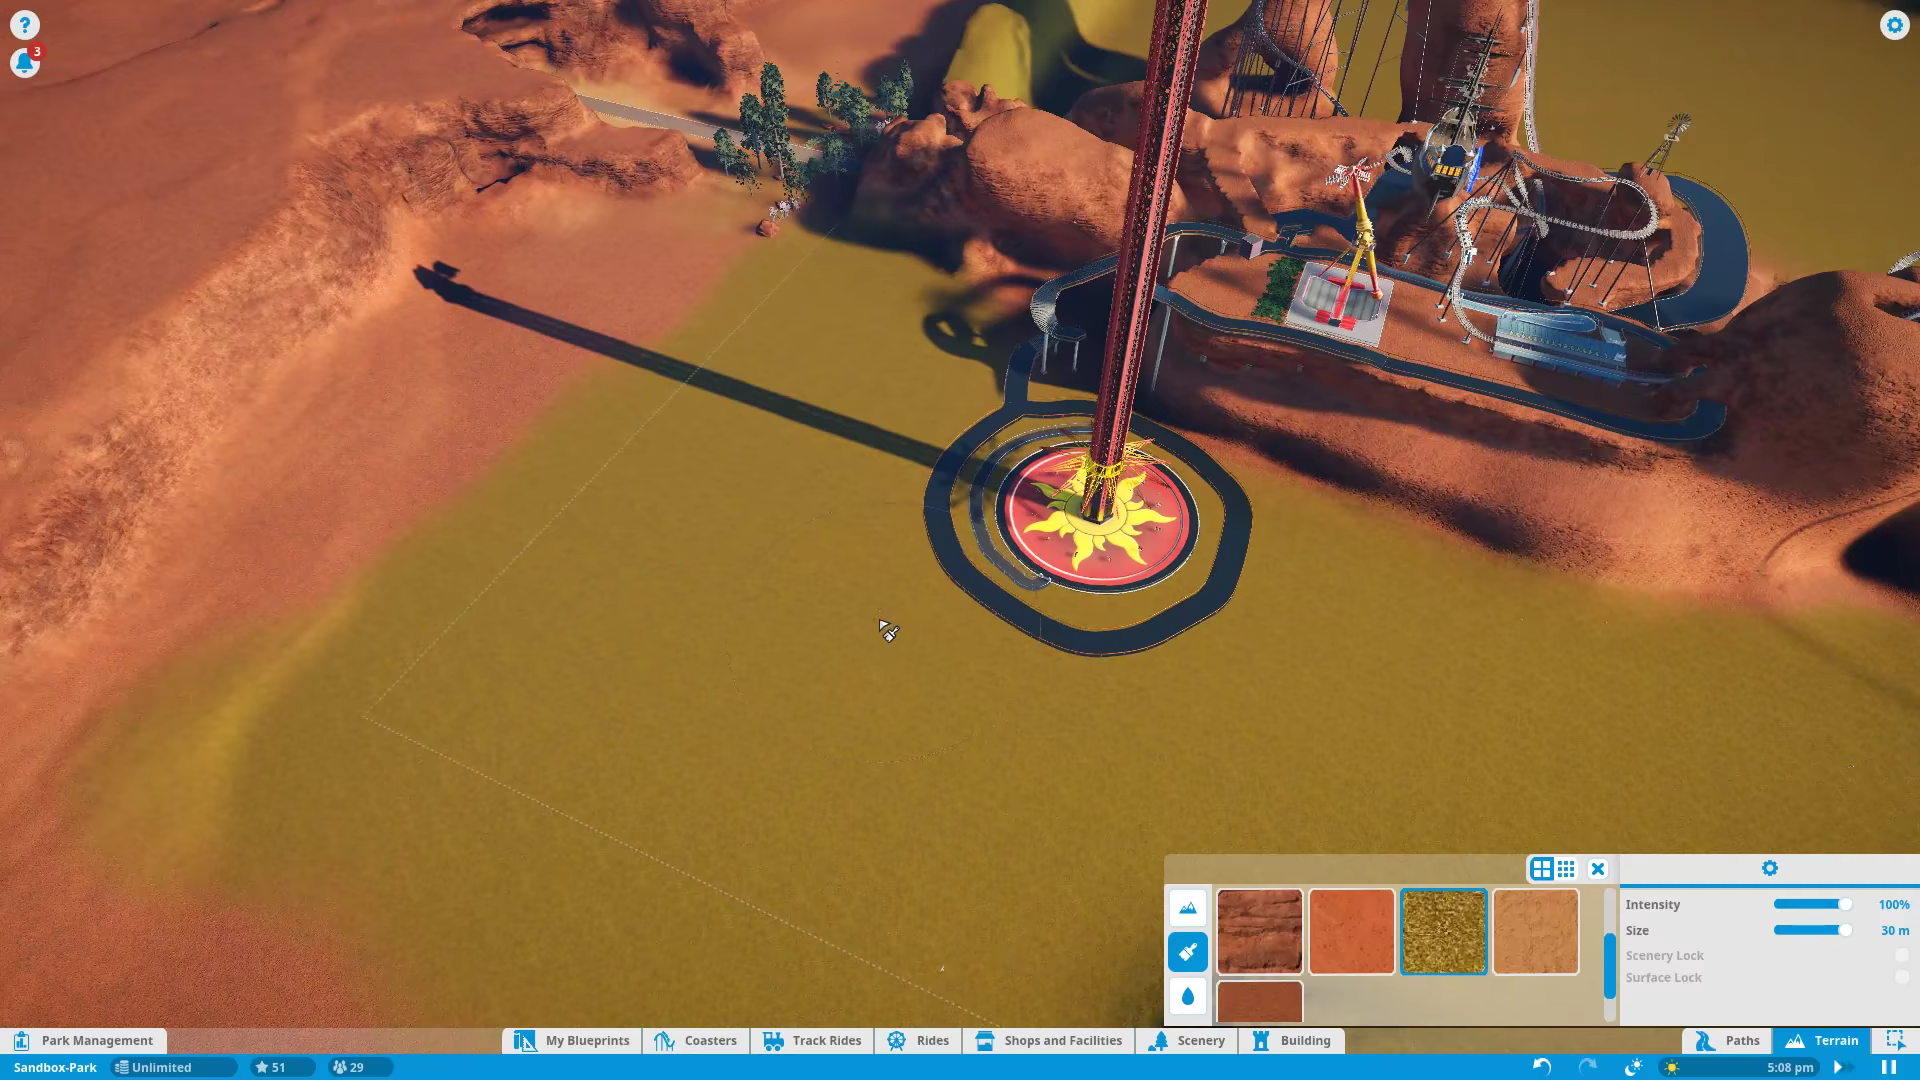 ?
3
Intensity
100%
Size
30 m
Scenery Lock
Surface Lock
Park Management
My Blueprints
Coasters
Track Rides
Rides
Shops and Facilities
Scenery
Building
Paths
Terrain
Sandbox-Park
Unlimited
51
29
5:08 pm